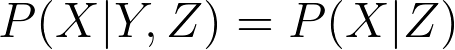 P(X|Y, Z) = P(X|Z)